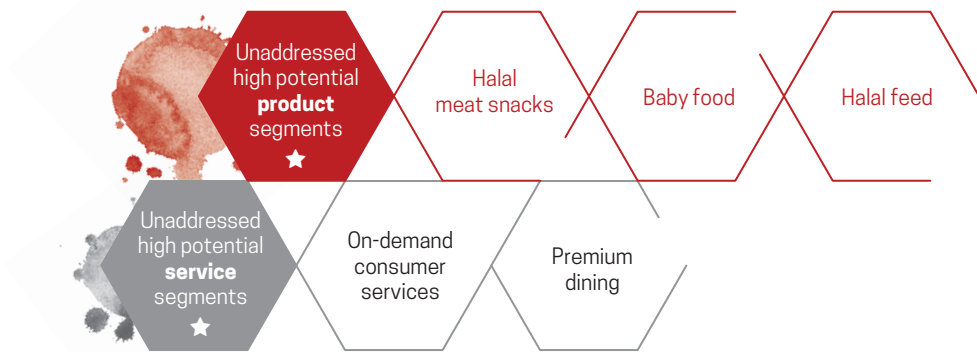 Unaddressed
high potential
product
segments
Halal
meat snacks
Baby food
Halal feed
Unaddressed
high potential
service
segments
On-demand
consumer
services
Premium
dining